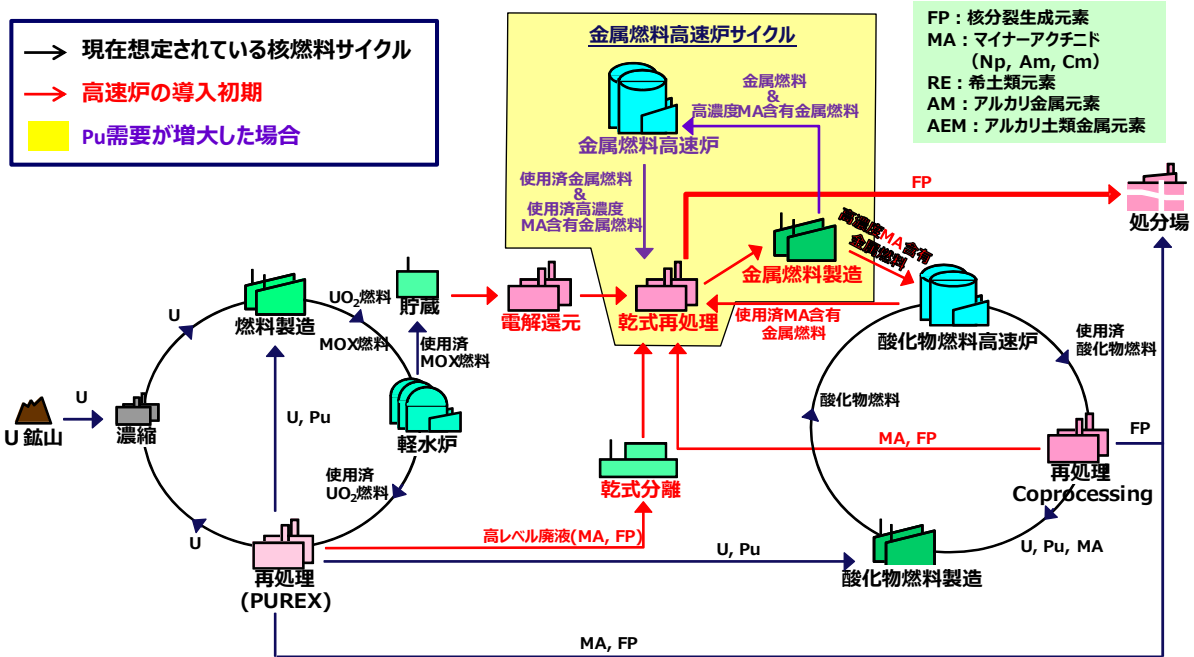 現在想定されている核燃料サイクル
高速炉の導入初期
Pu需要が増大した場合
金属燃料高速炉サイクル
金属燃料
&
高濃度MA含有金属燃料
金属燃料高速炉
使用済金属燃料
&
使用済高濃度
MA含有金属燃料
FP:核分裂生成元素
MA:マイナーアクチニド
(Np, Am, Cm)
RE:希土類元素
AM:アルカリ金属元素
AEM:アルカリ土類金属元素
FP
処分場
高濃度MA含有
金属燃料
金属燃料製造
乾式再処理
使用済MA含有
金属燃料
電解還元
貯蔵
使用済
MOX燃料
UO2燃料
MOX燃料
燃料製造
U
U
U 鉱山
濃縮
U, Pu
軽水炉
使用済
UO2燃料
U
再処理
(PUREX)
高レベル廃液(MA, FP)
乾式分離
MA, FP
酸化物燃料高速炉
使用済
酸化物燃料
酸化物燃料
再処理
Coprocessing
FP
U, Pu, MA
酸化物燃料製造
U, Pu
MA, FP